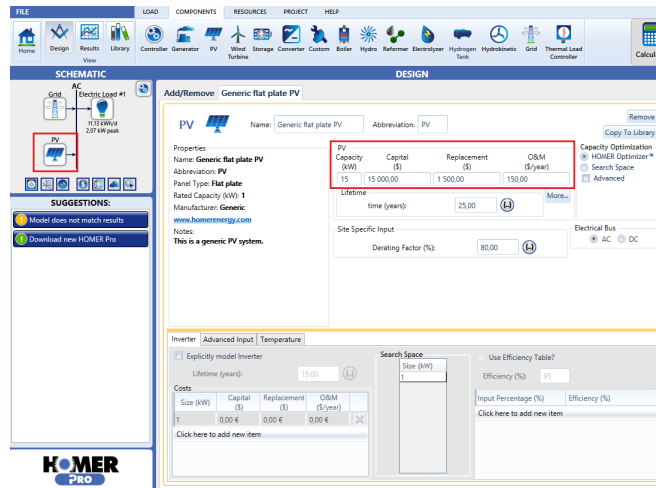 FILE LOAD COMPONENTS RESOURCES PROJECT HELP
Home Design Results Library Controller Generator PV Wind Turbine Storage Converter Custom Boiler Hydro Reformer Electrolyzer Hydrogen Tank Hydrokinetic Grid Thermal Load Controller
View
SCHEMATIC
DESIGN
AC
Grid Electric Load #1
11,13 kWh/d
2,07 kW peak
PV
SUGGESTIONS:
Model does not match results
Download new HOMER Pro
HOMER
PRO
Add/Remove Generic flat plate PV
PV Name: Generic flat plate PV Abbreviation: PV
Remove
Copy To Library
Properties
Name: Generic flat plate PV
Abbreviation: PV
Panel Type: Flat plate
Rated Capacity (kW): 1
Manufacturer: Generic
www.homerenergy.com
Notes:
This is a generic PV system.
PV
Capacity (kW) Capital ($) Replacement ($) O&M ($/year)
15 15 000,00 1 500,00 150,00
Lifetime
time (years): 25,00 (..)
More...
Site Specific Input
Derating Factor (%): 80,00 (..)
Capacity Optimization
HOMER Optimizer™
Search Space
Advanced
Electrical Bus
AC DC
Inverter Advanced Input Temperature
Explicitly model Inverter
Lifetime (years): 15,00 (..)
Costs
Size (kW) Capital ($) Replacement ($) O&M ($/year)
1 0,00 € 0,00 € 0,00 €
Click here to add new item
Search Space
Size (kW)
1
Use Efficiency Table?
Efficiency (%): 95
Input Percentage (%) Efficiency (%)
Click here to add new item